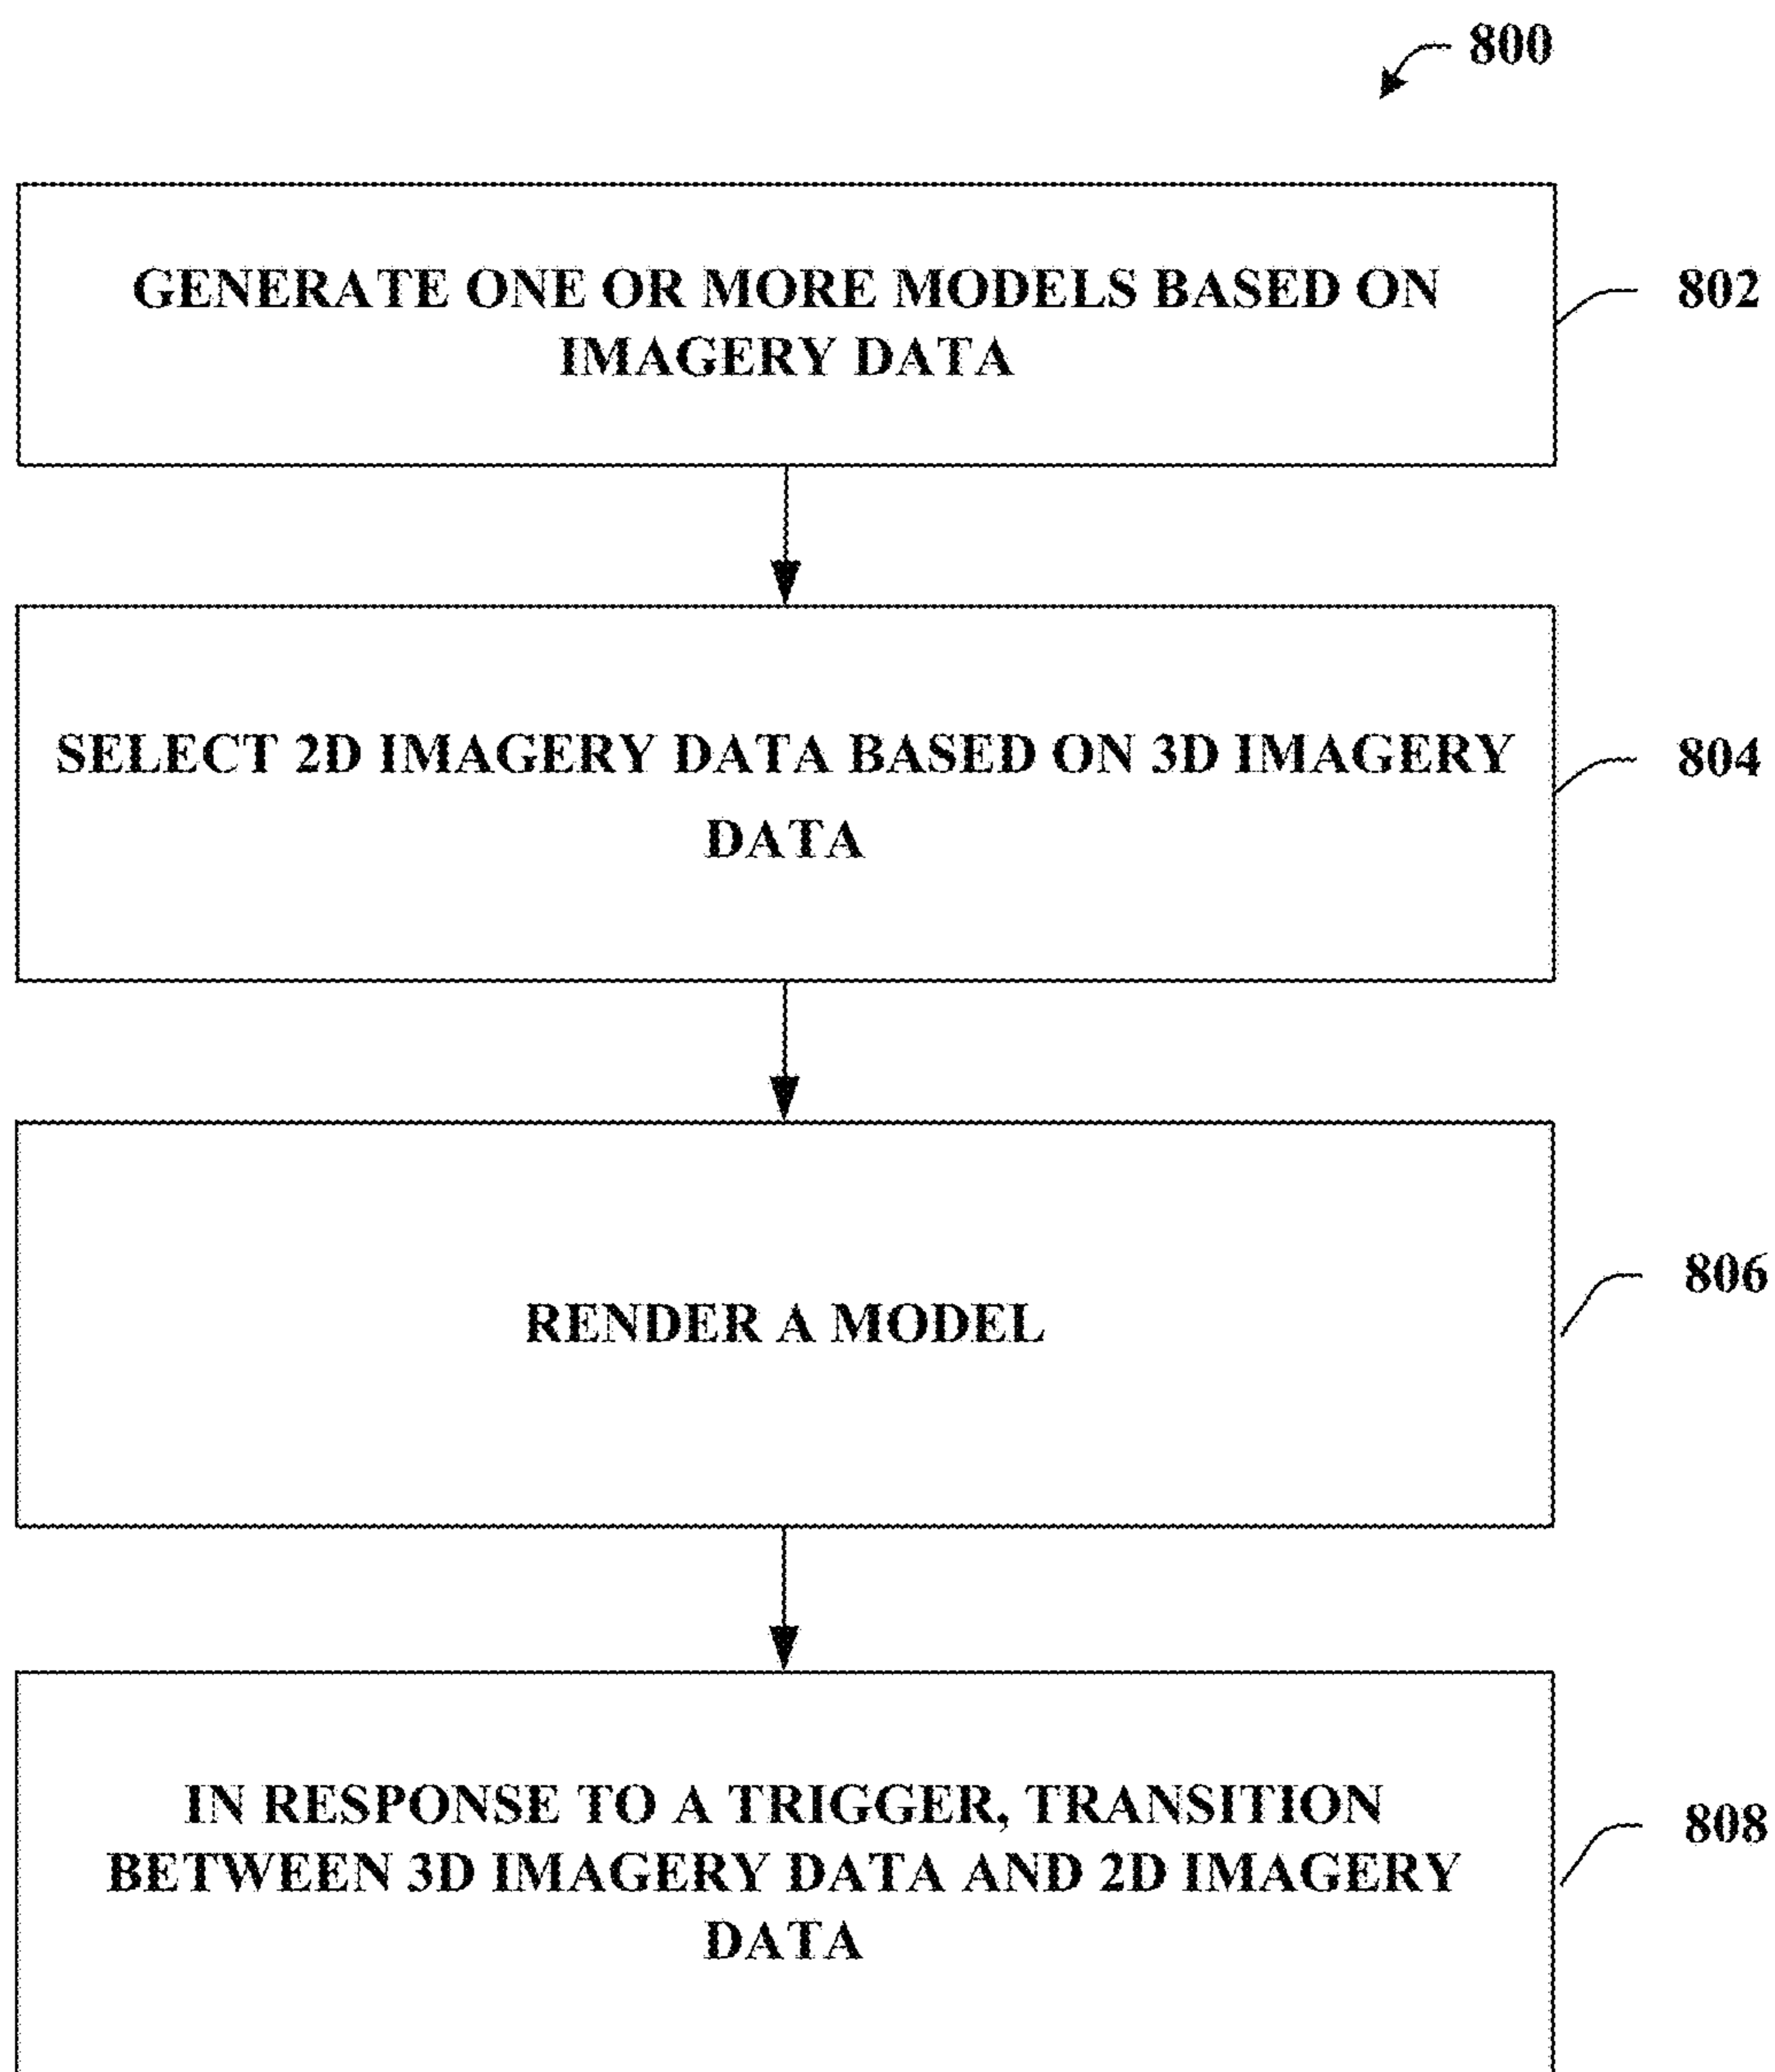 800
GENERATE ONE OR MORE MODELS BASED ON
IMAGERY DATA
802
SELECT 2D IMAGERY DATA BASED ON 3D IMAGERY
DATA
804
RENDER A MODEL
806
IN RESPONSE TO A TRIGGER, TRANSITION
BETWEEN 3D IMAGERY DATA AND 2D IMAGERY
DATA
808